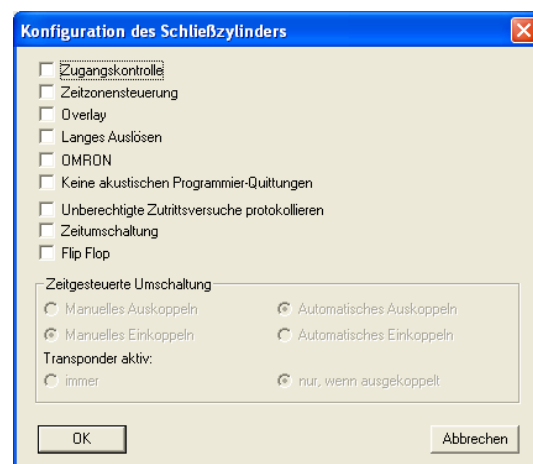 Konfiguration des Schließzylinders
Zugangskontrolle
Zeitzonensteuerung
Overlay
Langes Auslösen
OMRON
Keine akustischen Programmier-Quittungen
Unberechtigte Zutrittsversuche protokollieren
Zeitumschaltung
Flip Flop
Zeitgesteuerte Umschaltung
Manuelles Auskoppeln Automatisches Auskoppeln
Manuelles Einkoppeln Automatisches Einkoppeln
Transponder aktiv:
immer nur, wenn ausgekoppelt
OK Abbrechen